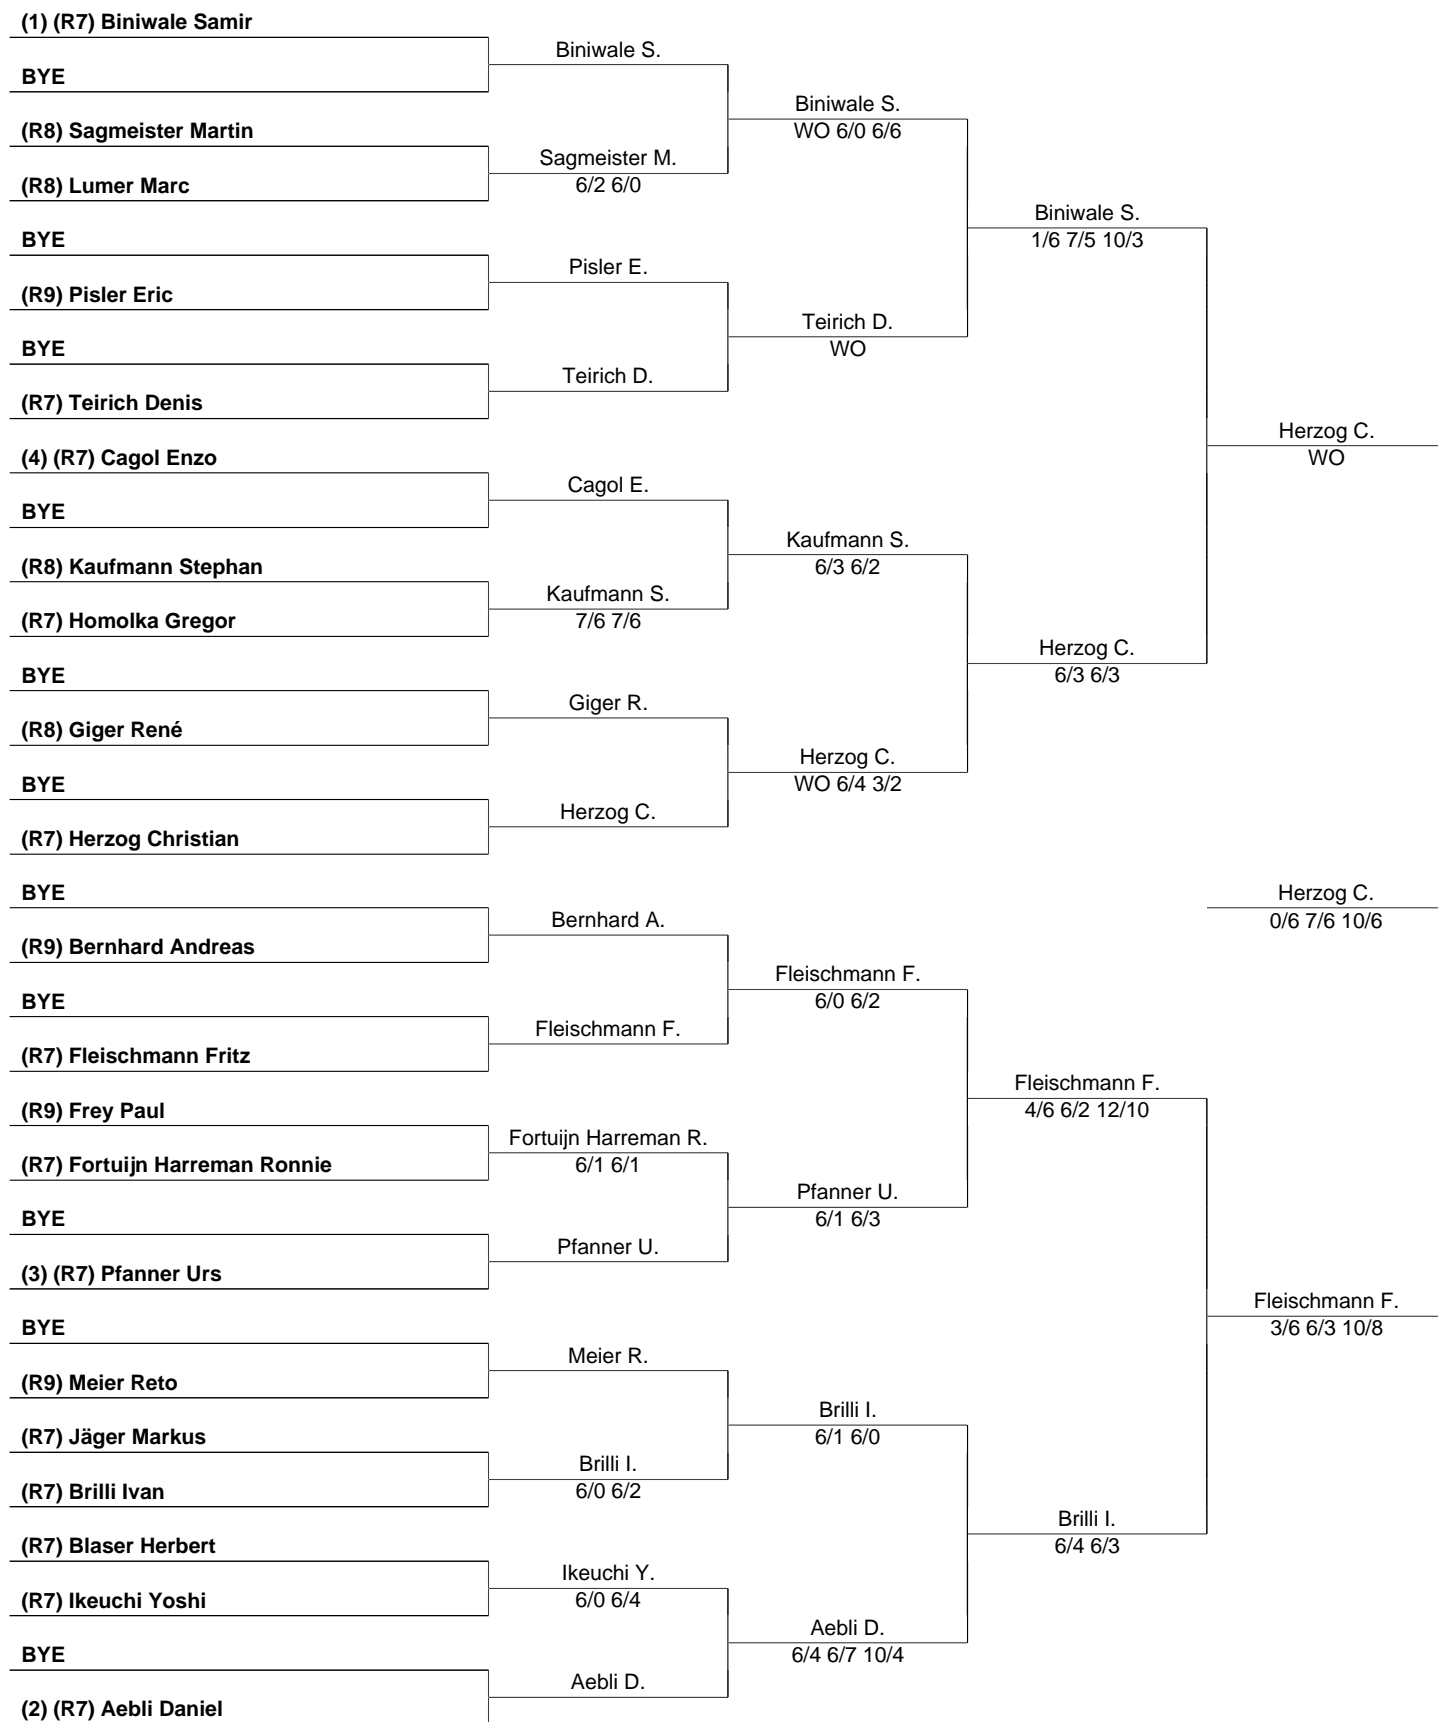 (1) (R7) Biniwale Samir
BYE
(R8) Sagmeister Martin
(R8) Lumer Marc
BYE
(R9) Pisler Eric
BYE
(R7) Teirich Denis
(4) (R7) Cagol Enzo
BYE
(R8) Kaufmann Stephan
(R7) Homolka Gregor
BYE
(R8) Giger René
BYE
(R7) Herzog Christian
BYE
(R9) Bernhard Andreas
BYE
(R7) Fleischmann Fritz
(R9) Frey Paul
(R7) Fortuijn Harreman Ronnie
BYE
(3) (R7) Pfanner Urs
BYE
(R9) Meier Reto
(R7) Jäger Markus
(R7) Brilli Ivan
(R7) Blaser Herbert
(R7) Ikeuchi Yoshi
BYE
(2) (R7) Aebli Daniel
Biniwale S.
Sagmeister M.
6/2 6/0
Pisler E.
Teirich D.
Cagol E.
Kaufmann S.
7/6 7/6
Giger R.
Herzog C.
Bernhard A.
Fleischmann F.
Fortuijn Harreman R.
6/1 6/1
Pfanner U.
Meier R.
Brilli I.
6/0 6/2
Ikeuchi Y.
6/0 6/4
Aebli D.
Biniwale S.
WO 6/0 6/6
Teirich D.
WO
Kaufmann S.
6/3 6/2
Herzog C.
WO 6/4 3/2
Fleischmann F.
6/0 6/2
Pfanner U.
6/1 6/3
Brilli I.
6/1 6/0
Aebli D.
6/4 6/7 10/4
Biniwale S.
1/6 7/5 10/3
Herzog C.
6/3 6/3
Fleischmann F.
4/6 6/2 12/10
Brilli I.
6/4 6/3
Herzog C.
WO
Herzog C.
0/6 7/6 10/6
Fleischmann F.
3/6 6/3 10/8